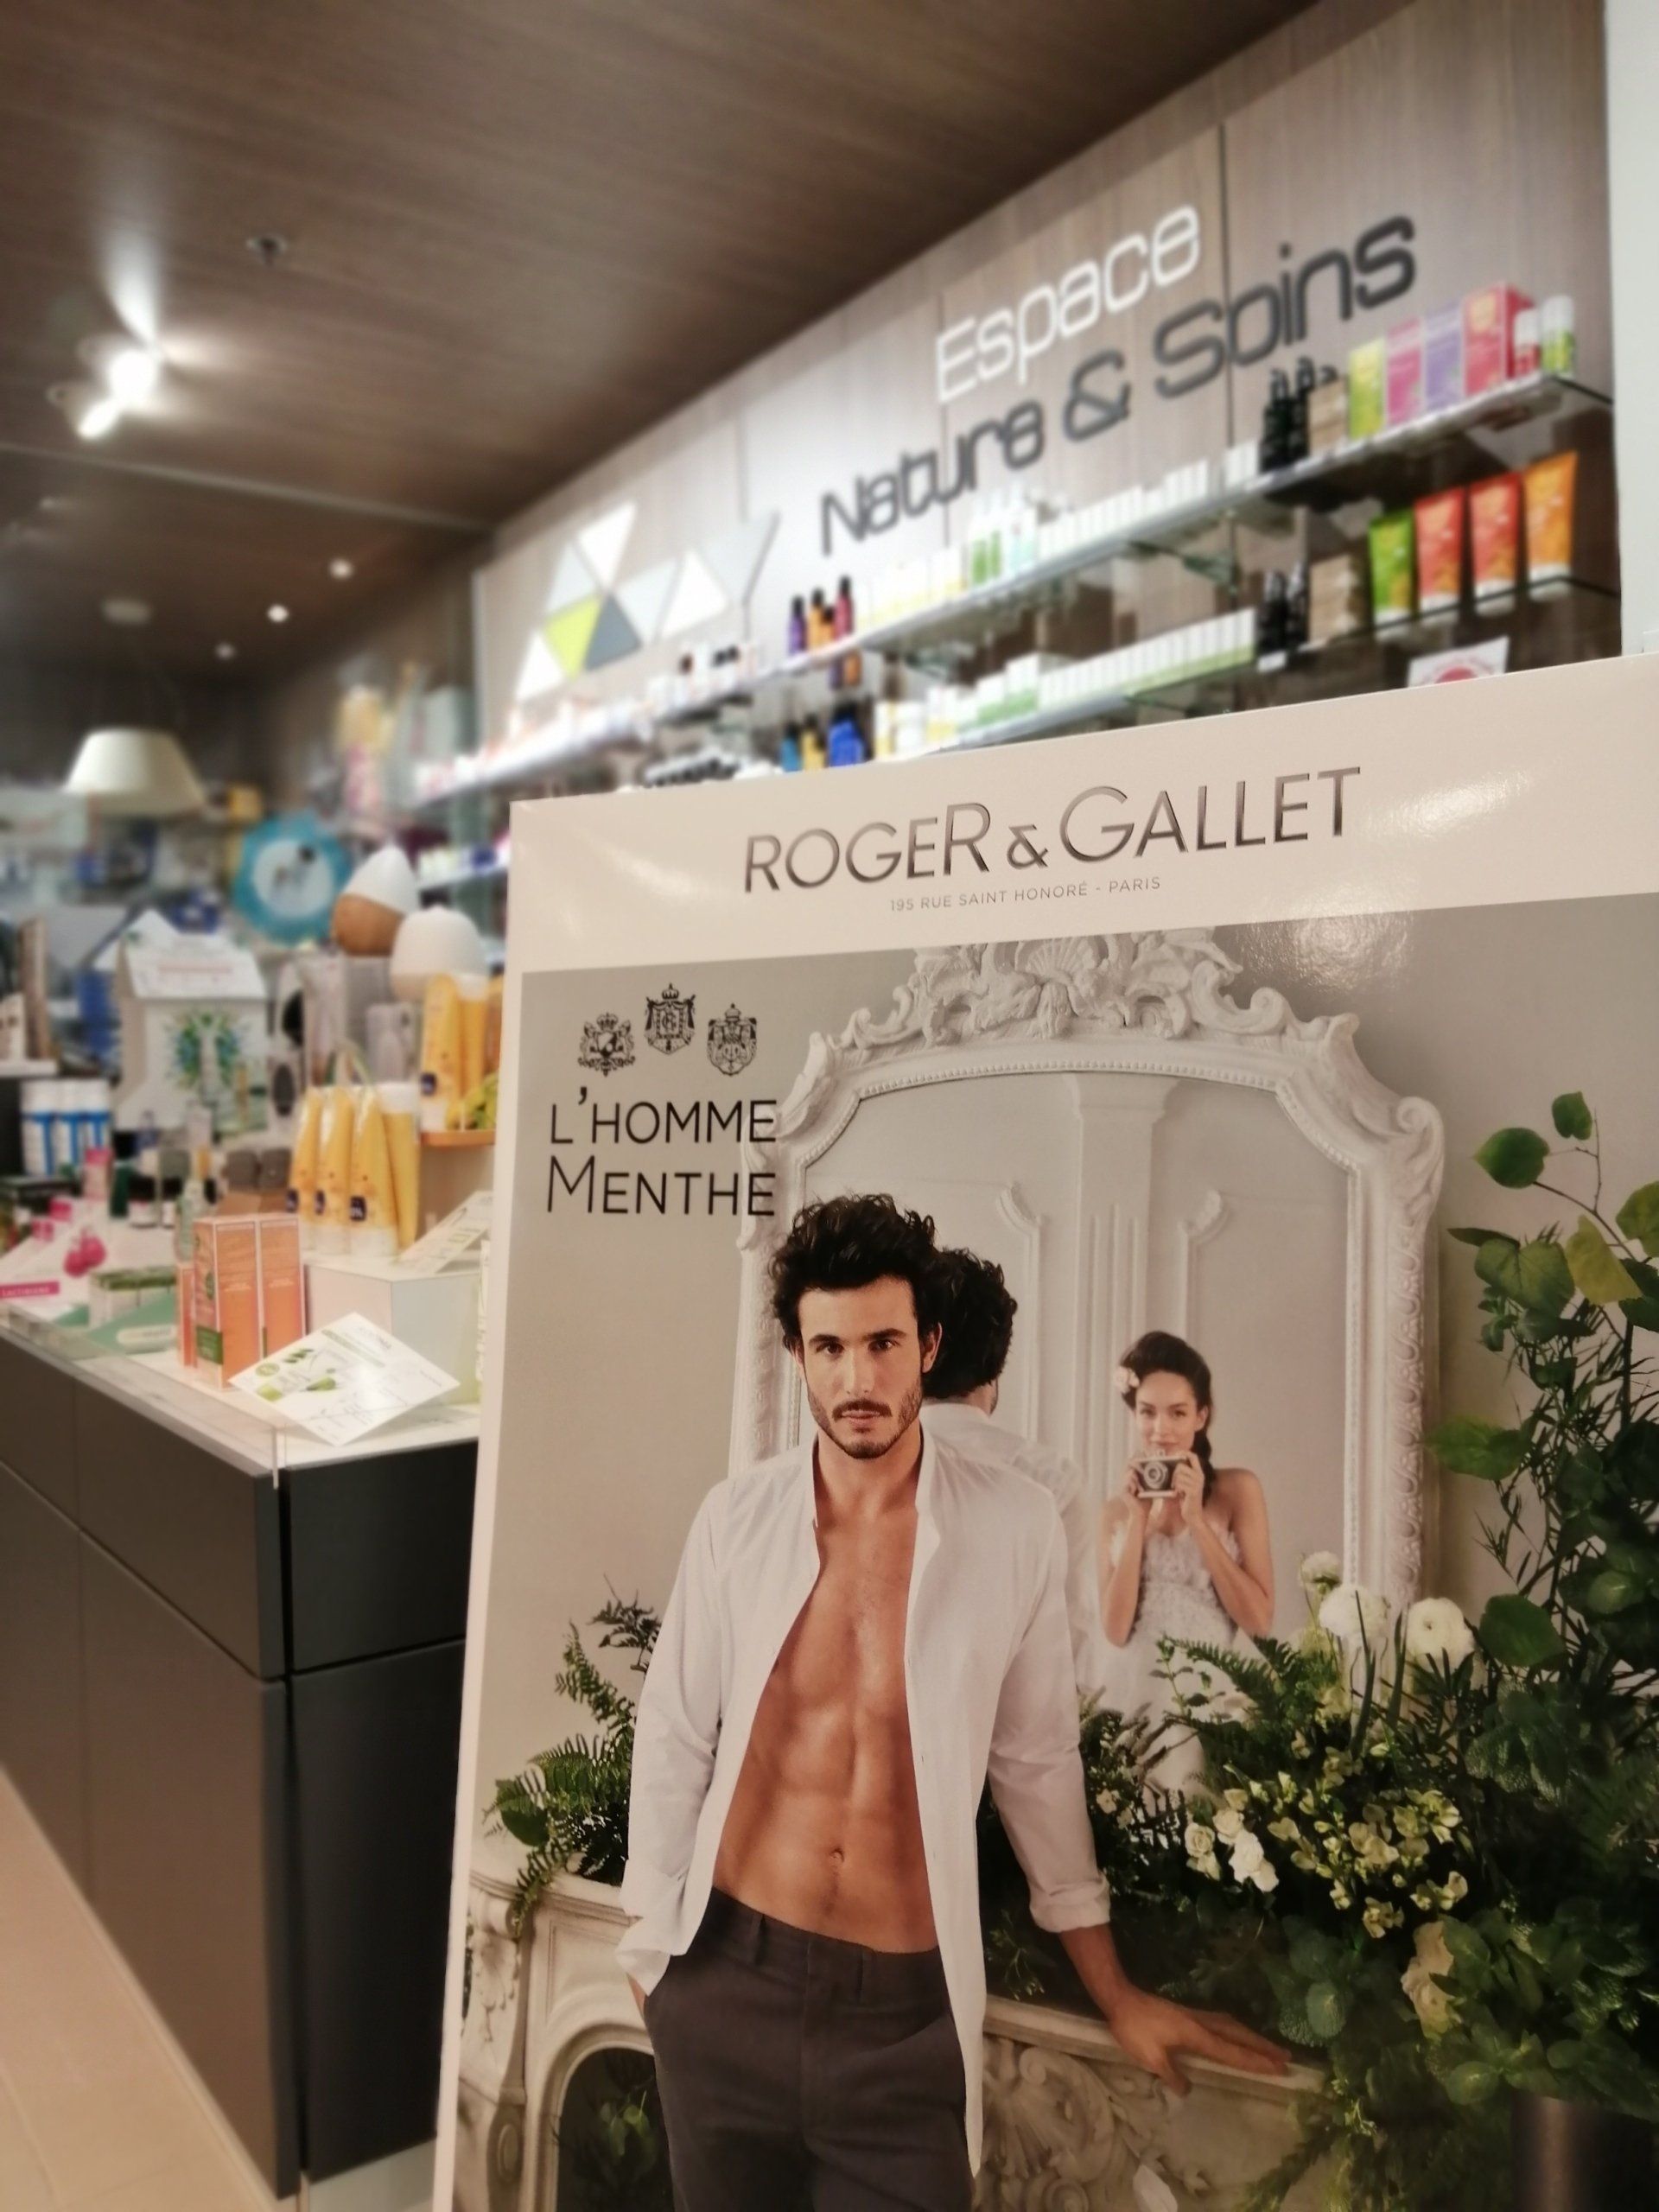 Espace
Nature & Soins
ROGER & GALLET
195 RUE SAINT HONORÉ - PARIS
L'HOMME
MENTHE